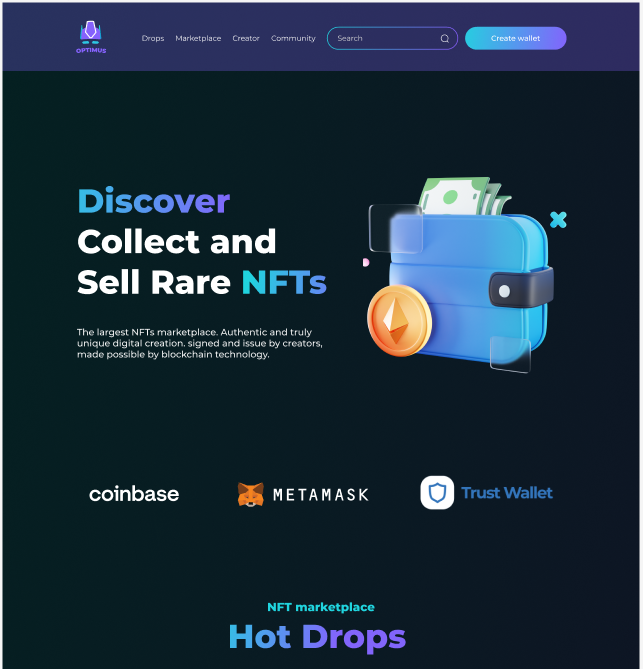 OPTIMUS
Drops Marketplace Creator Community Search Create wallet
Discover
Collect and
Sell Rare NFTs
The largest NFTs marketplace. Authentic and truly
unique digital creation. signed and issue by creators,
made possible by blockchain technology.
coinbase METAMASK Trust Wallet
NFT marketplace
Hot Drops